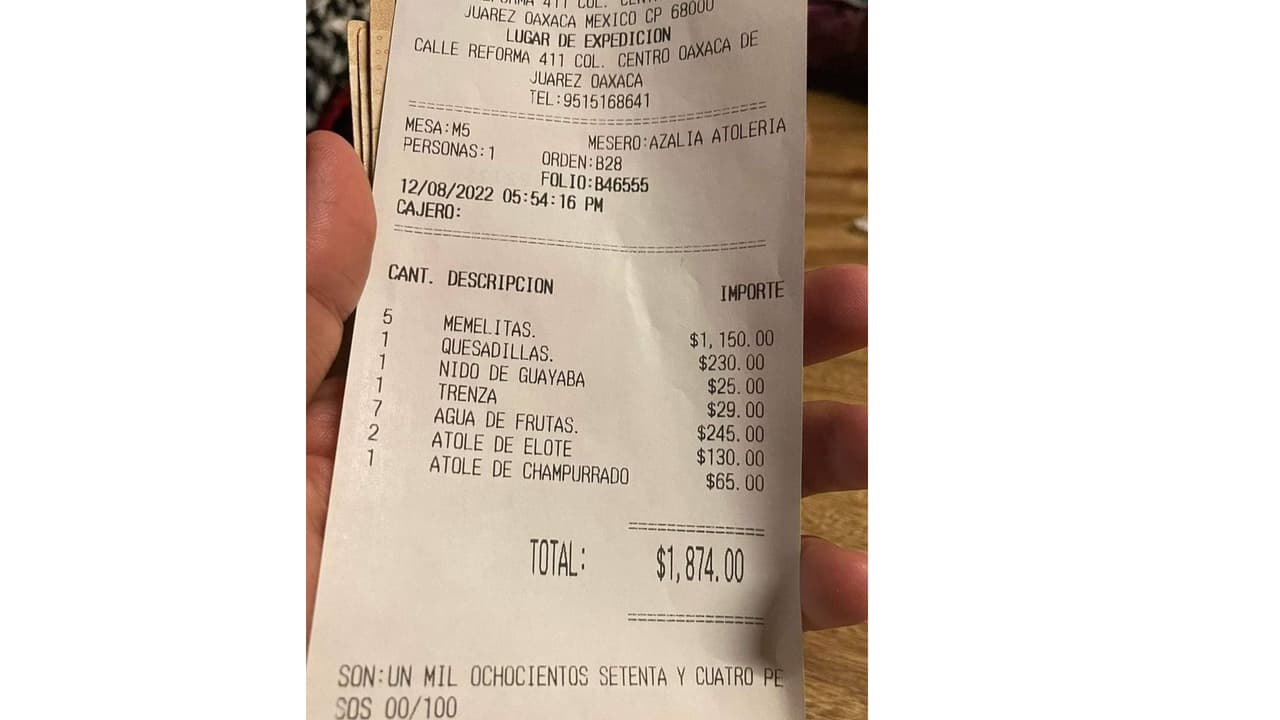 REFORMA 411 COL. CENTRO
JUAREZ OAXACA MEXICO CP 68000
LUGAR DE EXPEDICION
CALLE REFORMA 411 COL. CENTRO OAXACA DE
JUAREZ OAXACA
TEL:9515168641
MESA:M5 MESERO:AZALIA ATOLERIA
PERSONAS:1 ORDEN:B28
FOLIO:B46555
12/08/2022 05:54:16 PM
CAJERO:
CANT. DESCRIPCION IMPORTE
5 MEMELITAS. $1,150.00
1 QUESADILLAS. $230.00
1 NIDO DE GUAYABA $25.00
1 TRENZA $29.00
7 AGUA DE FRUTAS. $245.00
2 ATOLE DE ELOTE $130.00
1 ATOLE DE CHAMPURRADO $65.00
TOTAL: $1,874.00
SON:UN MIL OCHOCIENTOS SETENTA Y CUATRO PE
SOS 00/100